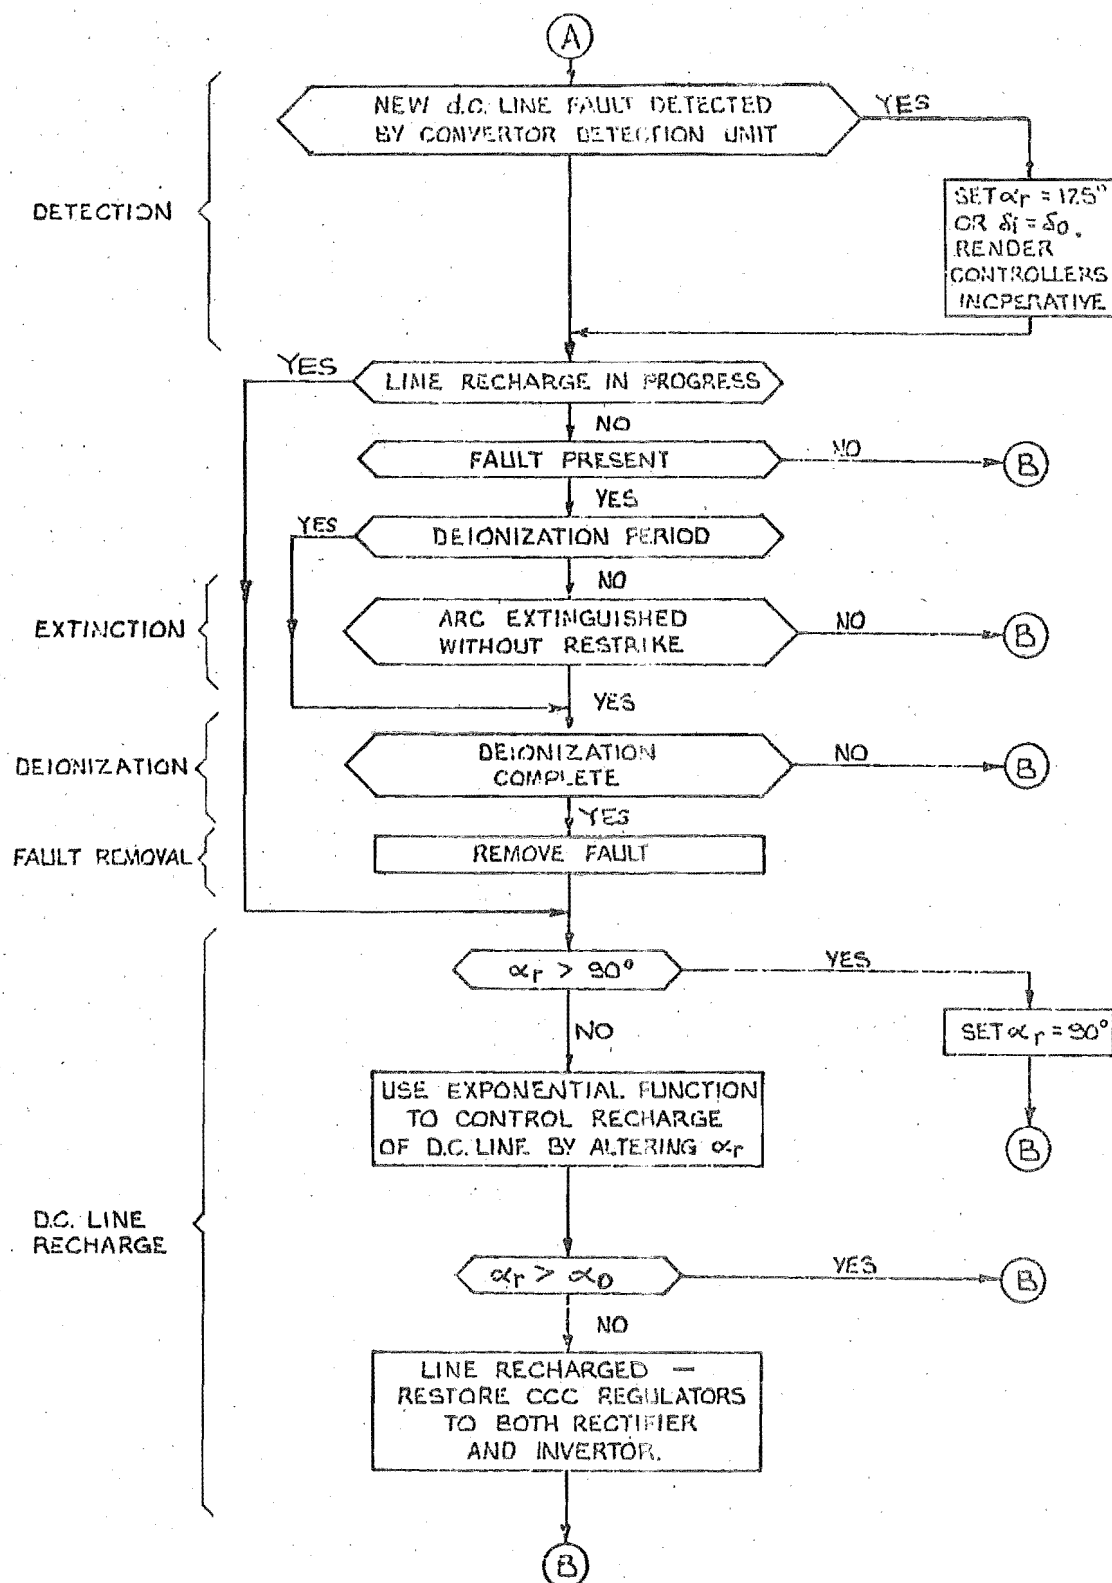 A
NEW d.c. LINE FAULT DETECTED
BY CONVERTOR DETECTION UNIT
YES
DETECTION
SET αr = 125°
OR δi = δ0.
RENDER
CONTROLLERS
INOPERATIVE
YES
LINE RECHARGE IN PROGRESS
NO
FAULT PRESENT
NO
B
YES
YES
DEIONIZATION PERIOD
NO
EXTINCTION
ARC EXTINGUISHED
WITHOUT RESTRIKE
NO
B
YES
DEIONIZATION
DEIONIZATION
COMPLETE
NO
B
YES
FAULT REMOVAL
REMOVE FAULT
αr > 90°
YES
NO
SET αr = 90°
USE EXPONENTIAL FUNCTION
TO CONTROL RECHARGE
OF D.C. LINE BY ALTERING αr
B
D.C. LINE
RECHARGE
αr > α0
YES
B
NO
LINE RECHARGED —
RESTORE CCC REGULATORS
TO BOTH RECTIFIER
AND INVERTOR.
B